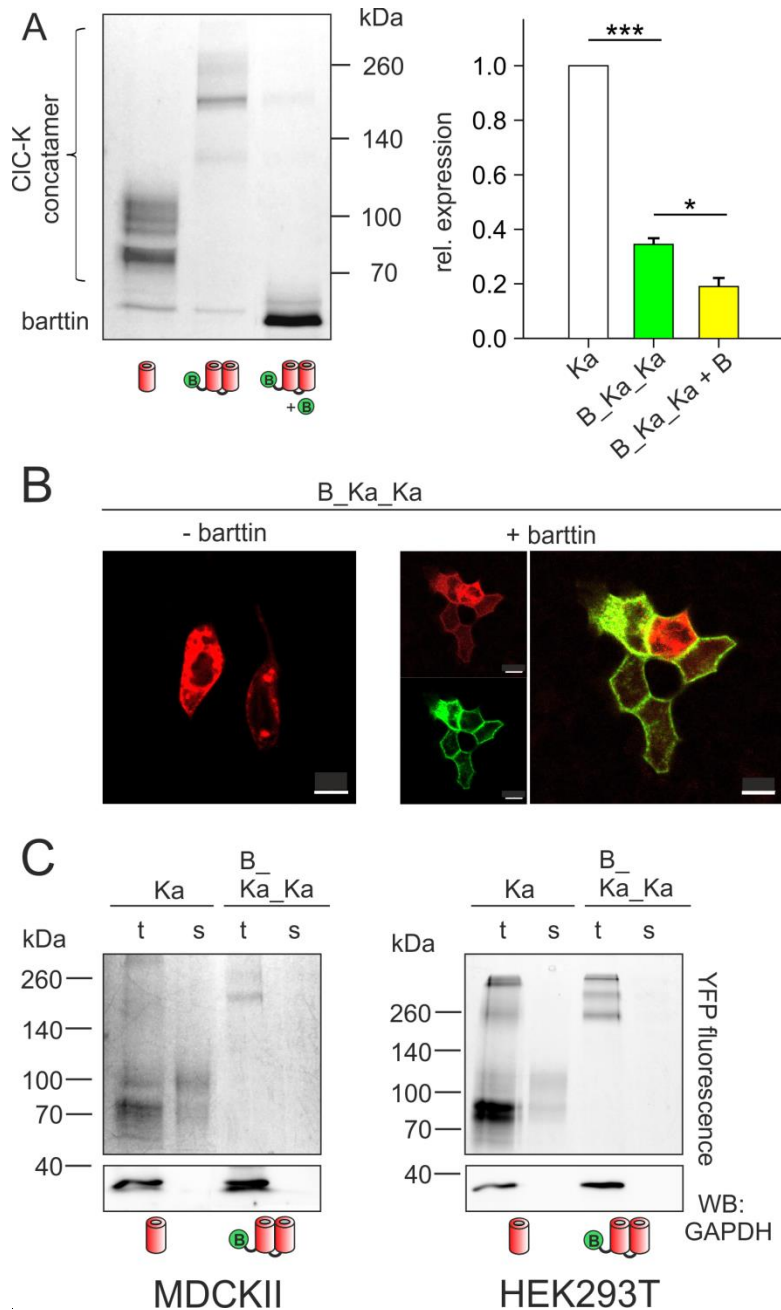 A
ClC-K
concatamer
barttin
kDa
260
140
100
70
B
B
+ B
rel. expression
1.0
0.8
0.6
0.4
0.2
0.0
***
*
Ka
B_Ka_Ka
B_Ka_Ka + B
B
B_Ka_Ka
- barttin
+ barttin
C
Ka
B_
Ka_Ka
t
s
t
s
kDa
260
140
100
70
40
B
MDCKII
Ka
B_
Ka_Ka
t
s
t
s
kDa
260
140
100
70
40
YFP fluorescence
WB:
GAPDH
B
HEK293T